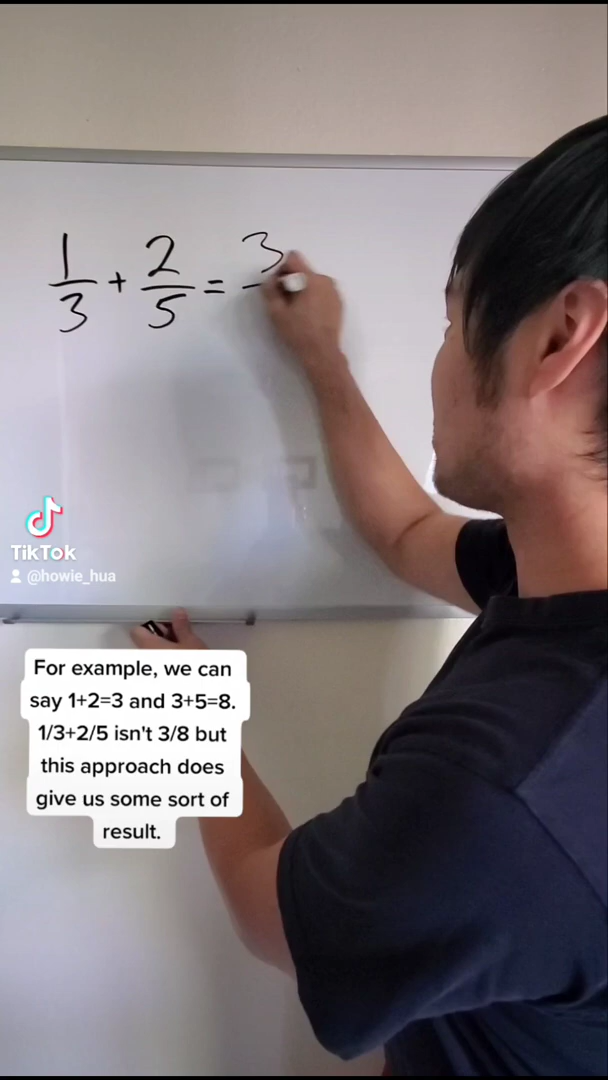 1/3 + 2/5 = 3
TikTok
@howie_hua
For example, we can
say 1+2=3 and 3+5=8.
1/3+2/5 isn't 3/8 but
this approach does
give us some sort of
result.